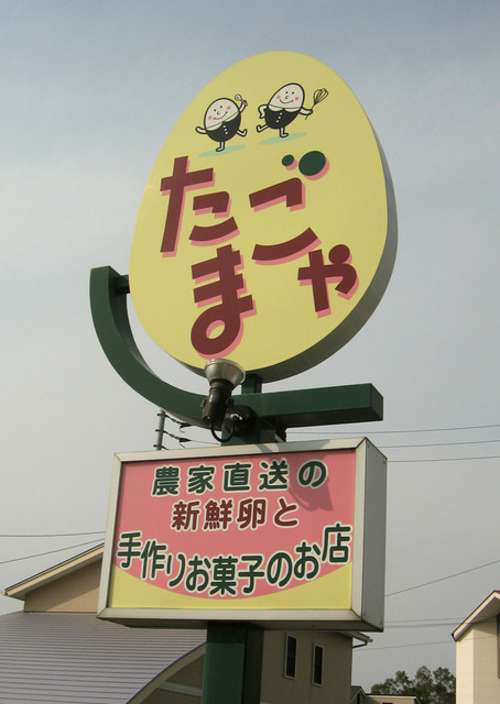 たまごや
農家直送の
新鮮卵と
手作りお菓子のお店